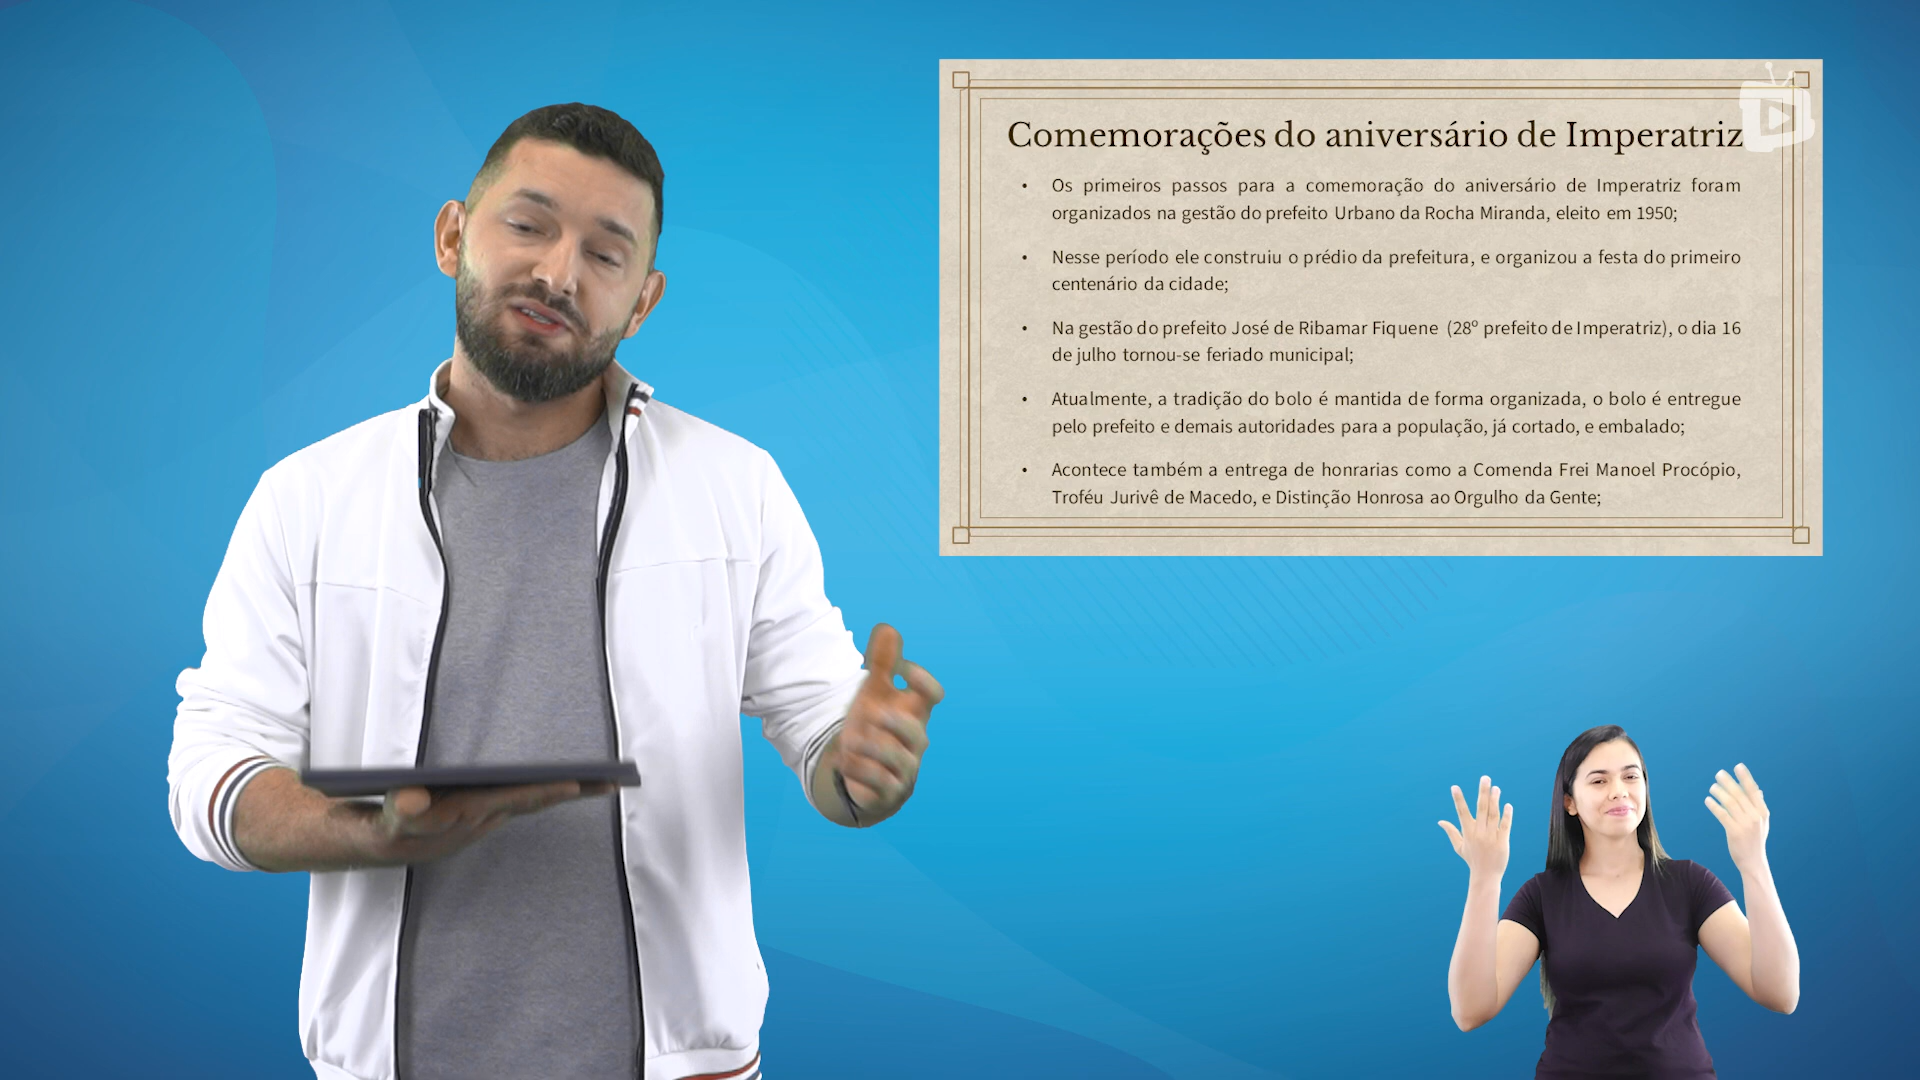 Comemorações do aniversário de Imperatriz
• Os primeiros passos para a comemoração do aniversário de Imperatriz foram
organizados na gestão do prefeito Urbano da Rocha Miranda, eleito em 1950;
• Nesse período ele construiu o prédio da prefeitura, e organizou a festa do primeiro
centenário da cidade;
• Na gestão do prefeito José de Ribamar Fiquene (28º prefeito de Imperatriz), o dia 16
de julho tornou-se feriado municipal;
• Atualmente, a tradição do bolo é mantida de forma organizada, o bolo é entregue
pelo prefeito e demais autoridades para a população, já cortado, e embalado;
• Acontece também a entrega de honrarias como a Comenda Frei Manoel Procópio,
Troféu Jurivê de Macedo, e Distinção Honrosa ao Orgulho da Gente;